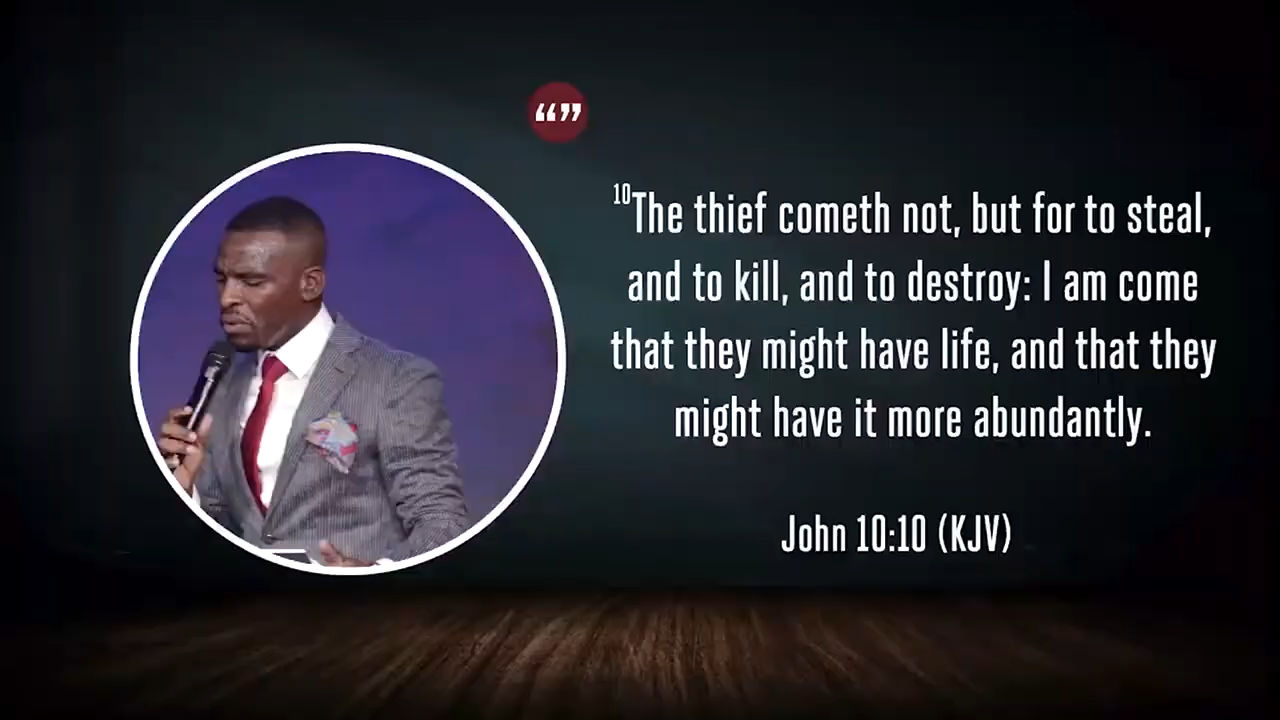 “”
10The thief cometh not, but for to steal,
and to kill, and to destroy: I am come
that they might have life, and that they
might have it more abundantly.
John 10:10 (KJV)